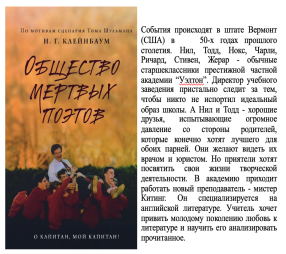 По мотивам сценария Тома Шульмана
Н. Г. КЛЕЙНБАУМ
ОБЩЕСТВО
МЕРТВЫХ
ПОЭТОВ
О КАПИТАН, МОЙ КАПИТАН!
События происходят в штате Вермонт
(США) в 50-х годах прошлого
столетия. Нил, Тодд, Нокс, Чарли,
Ричард, Стивен, Жерар - обычные
старшеклассники престижной частной
академии “Уэлтон”. Директор учебного
заведения пристально следит за тем,
чтобы никто не испортил идеальный
образ школы. А Нил и Тодд - хорошие
друзья, испытывающие огромное
давление со стороны родителей,
которые конечно хотят лучшего для
обоих парней. Они желают видеть их
врачом и юристом. Но приятели хотят
посвятить свои жизни творческой
деятельности. В академию приходит
работать новый преподаватель - мистер
Китинг. Он специализируется на
английской литературе. Учитель хочет
привить молодому поколению любовь к
литературе и научить его анализировать
прочитанное.